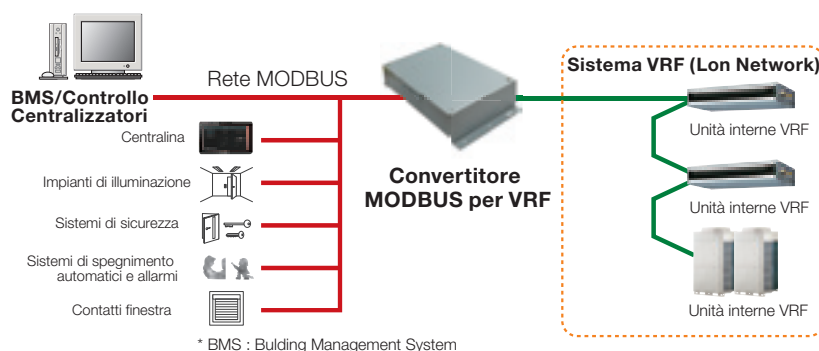 Rete MODBUS
BMS/Controllo
Centralizzatori
Centralina
Impianti di illuminazione
Sistemi di sicurezza
Sistemi di spegnimento
automatici e allarmi
Contatti finestra
* BMS : Bulding Management System
Convertitore
MODBUS per VRF
Sistema VRF (Lon Network)
Unità interne VRF
Unità interne VRF
Unità interne VRF